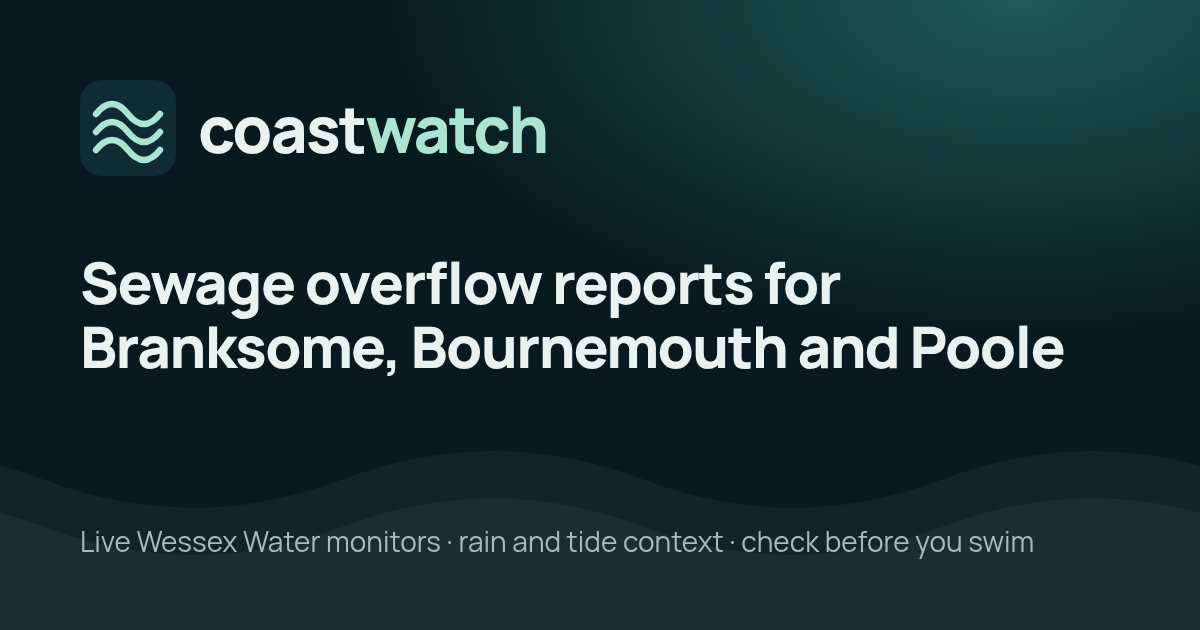 coastwatch
Sewage overflow reports for
Branksome, Bournemouth and Poole
Live Wessex Water monitors · rain and tide context · check before you swim